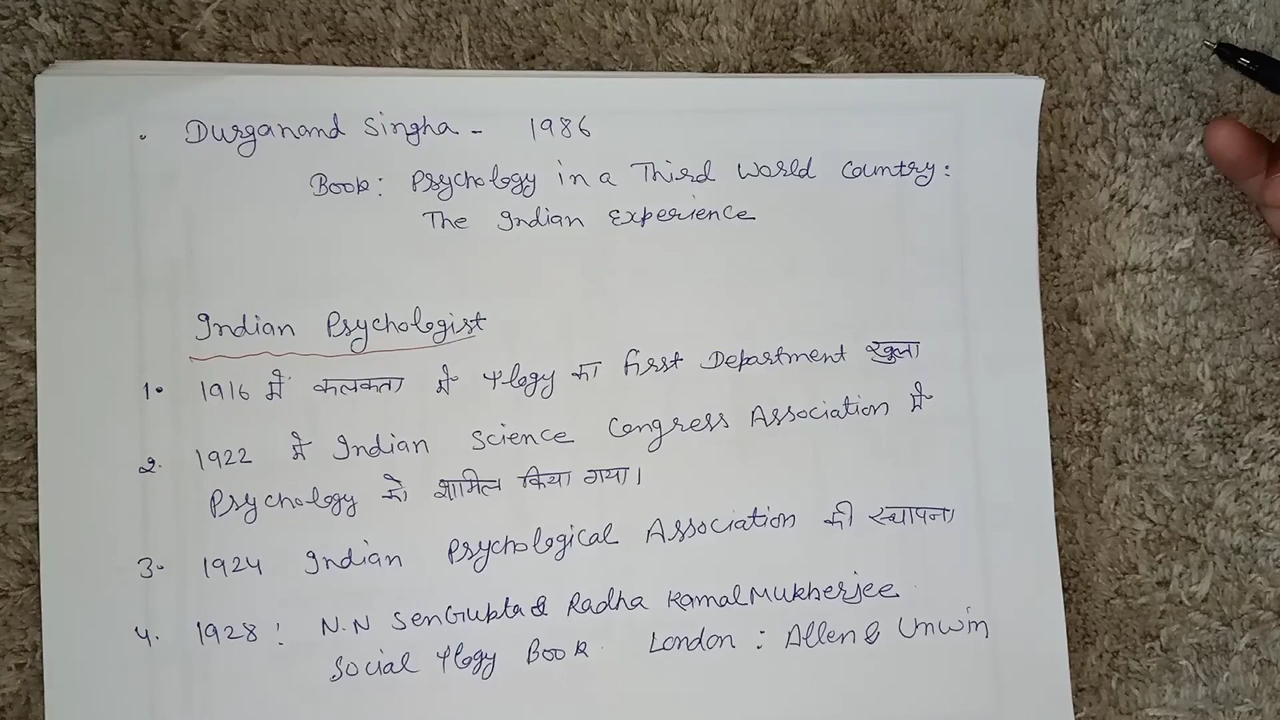 • Durganand Singha - 1986
Book: Psychology in a Third World Country:
The Indian Experience
Indian Psychologist
1. 1916 में कलकता में Ψlogy का first Department खुला
2. 1922 में Indian Science Congress Association में
Psychology को शामिल किया गया।
3. 1924 Indian Psychological Association की स्थापना
4. 1928: N.N SenGupta & Radha Kamal Mukherjee
Social Ψlogy Book. London: Allen & Unwin